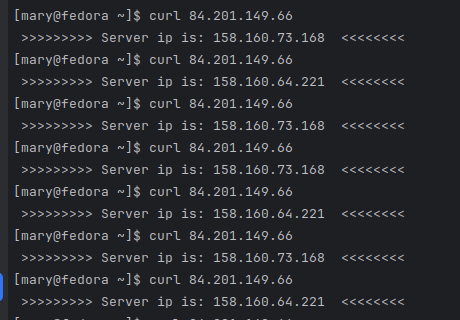 [mary@fedora ~]$ curl 84.201.149.66
>>>>>>>>> Server ip is: 158.160.73.168  <<<<<<<<
[mary@fedora ~]$ curl 84.201.149.66
>>>>>>>>> Server ip is: 158.160.64.221  <<<<<<<<
[mary@fedora ~]$ curl 84.201.149.66
>>>>>>>>> Server ip is: 158.160.73.168  <<<<<<<<
[mary@fedora ~]$ curl 84.201.149.66
>>>>>>>>> Server ip is: 158.160.73.168  <<<<<<<<
[mary@fedora ~]$ curl 84.201.149.66
>>>>>>>>> Server ip is: 158.160.64.221  <<<<<<<<
[mary@fedora ~]$ curl 84.201.149.66
>>>>>>>>> Server ip is: 158.160.73.168  <<<<<<<<
[mary@fedora ~]$ curl 84.201.149.66
>>>>>>>>> Server ip is: 158.160.64.221  <<<<<<<<